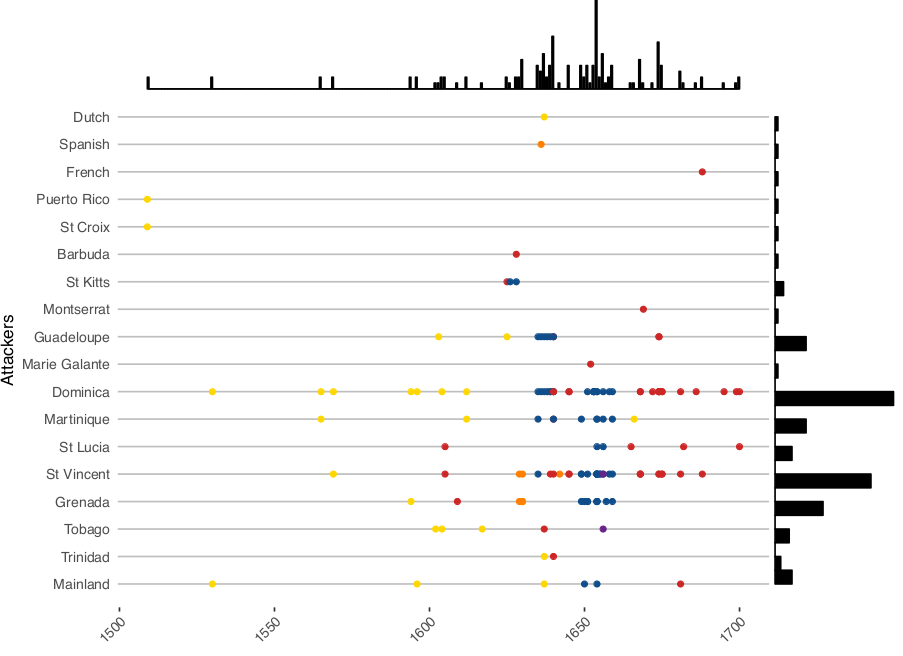 Dutch
Spanish
French
Puerto Rico
St Croix
Barbuda
St Kitts
Montserrat
Guadeloupe
Marie Galante
Dominica
Martinique
St Lucia
St Vincent
Grenada
Tobago
Trinidad
Mainland
Attackers
1500
1550
1600
1650
1700